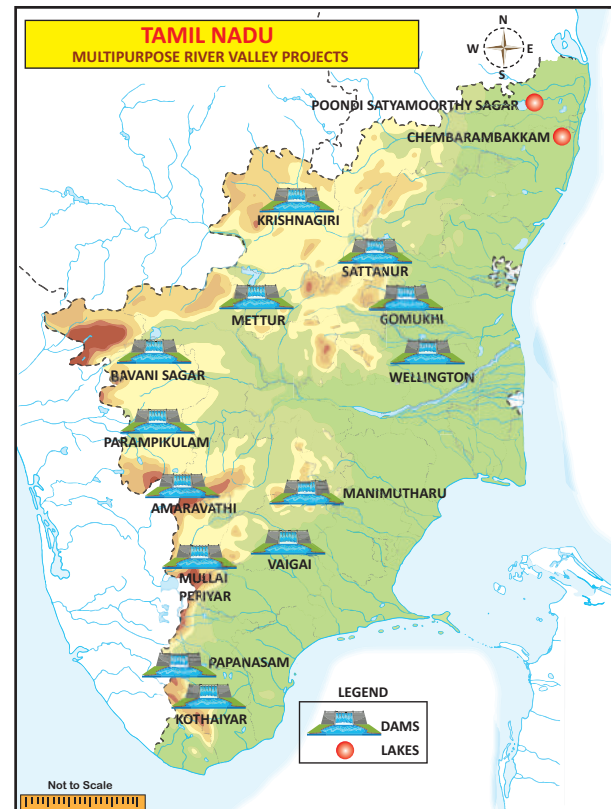 TAMIL NADU
MULTIPURPOSE RIVER VALLEY PROJECTS
N
W
E
S
POONDI SATYAMOORTHY SAGAR
CHEMBARAMBAKKAM
KRISHNAGIRI
SATTANUR
METTUR
GOMUKHI
BAVANI SAGAR
WELLINGTON
PARAMPIKULAM
AMARAVATHI
MANIMUTHARU
VAIGAI
MULLAI
PERIYAR
PAPANASAM
KOTHAIYAR
LEGEND
DAMS
LAKES
Not to Scale